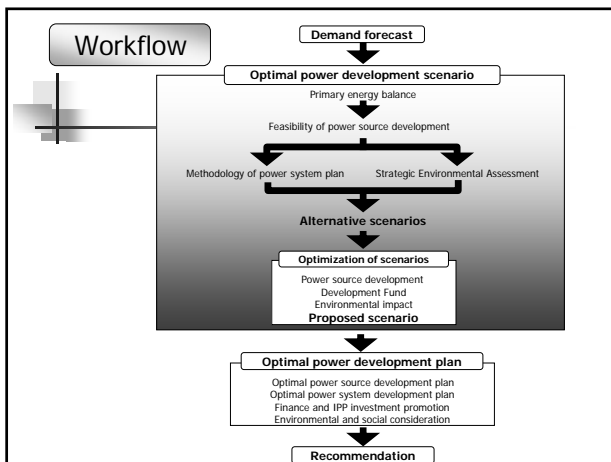 Workflow
Demand forecast
Optimal power development scenario
Primary energy balance
Feasibility of power source development
Methodology of power system plan
Strategic Environmental Assessment
Alternative scenarios
Optimization of scenarios
Power source development
Development Fund
Environmental impact
Proposed scenario
Optimal power development plan
Optimal power source development plan
Optimal power system development plan
Finance and IPP investment promotion
Environmental and social consideration
Recommendation